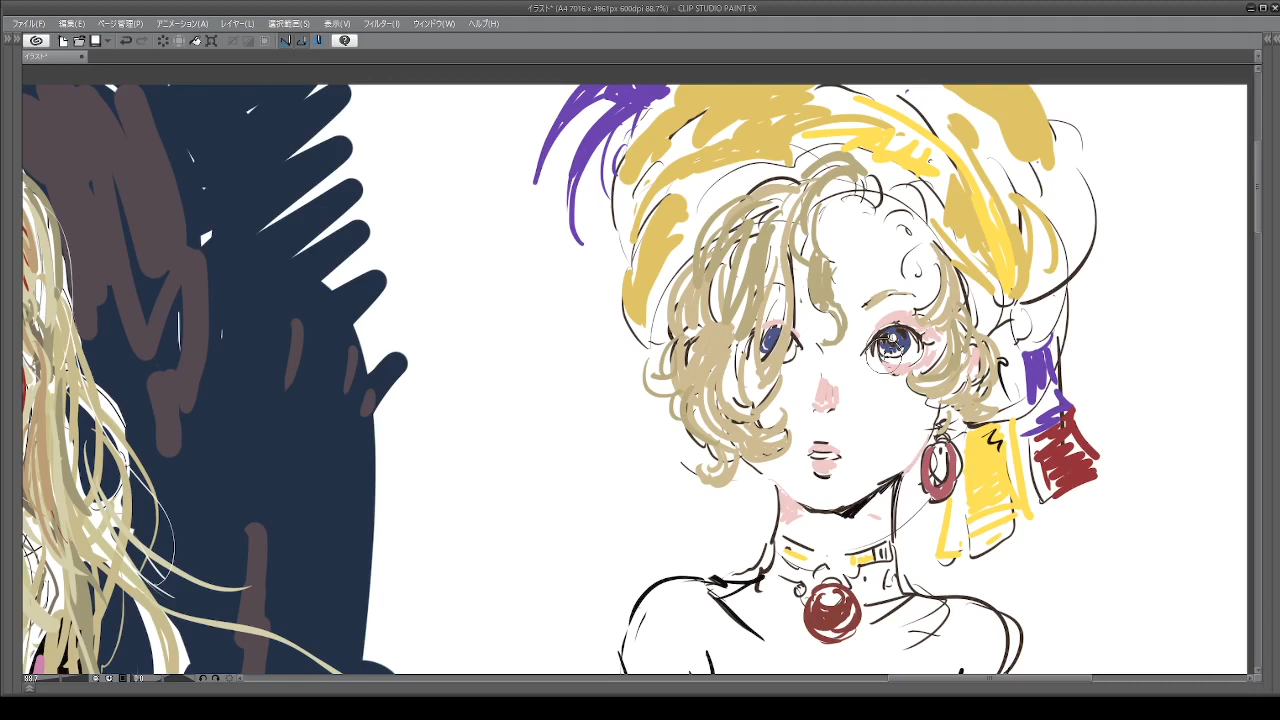 イラスト* (A4 7016 x 4961px 600dpi 88.7%)  - CLIP STUDIO PAINT EX
ファイル(F) 編集(E) ページ管理(P) アニメーション(A) レイヤー(L) 選択範囲(S) 表示(V) フィルター(I) ウィンドウ(W) ヘルプ(H)
イラスト*
88.7